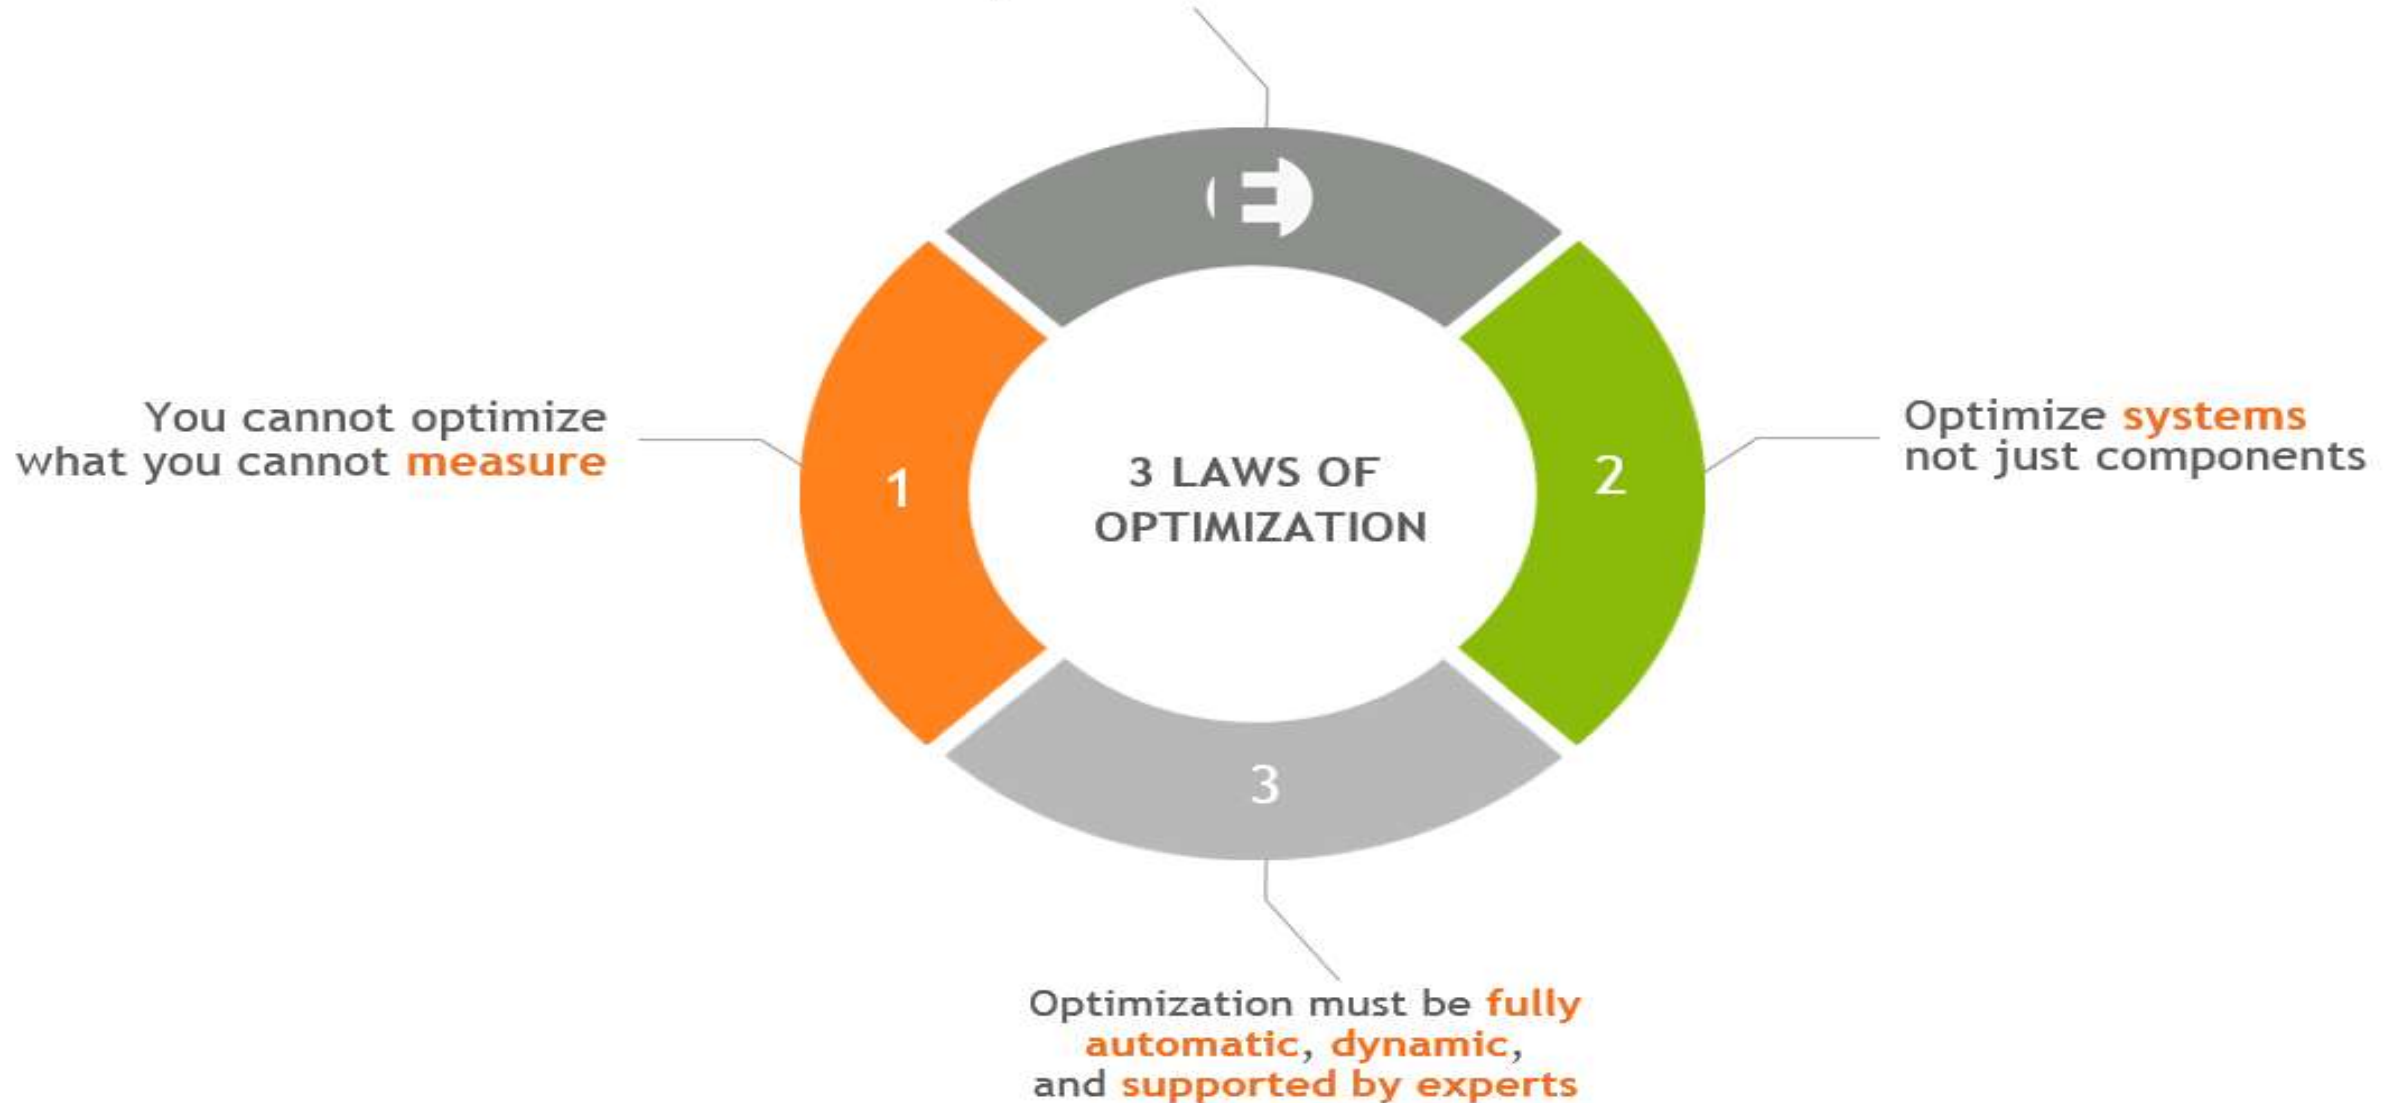 You cannot optimize
what you cannot measure
1
3 LAWS OF
OPTIMIZATION
2
Optimize systems
not just components
3
Optimization must be fully
automatic, dynamic,
and supported by experts